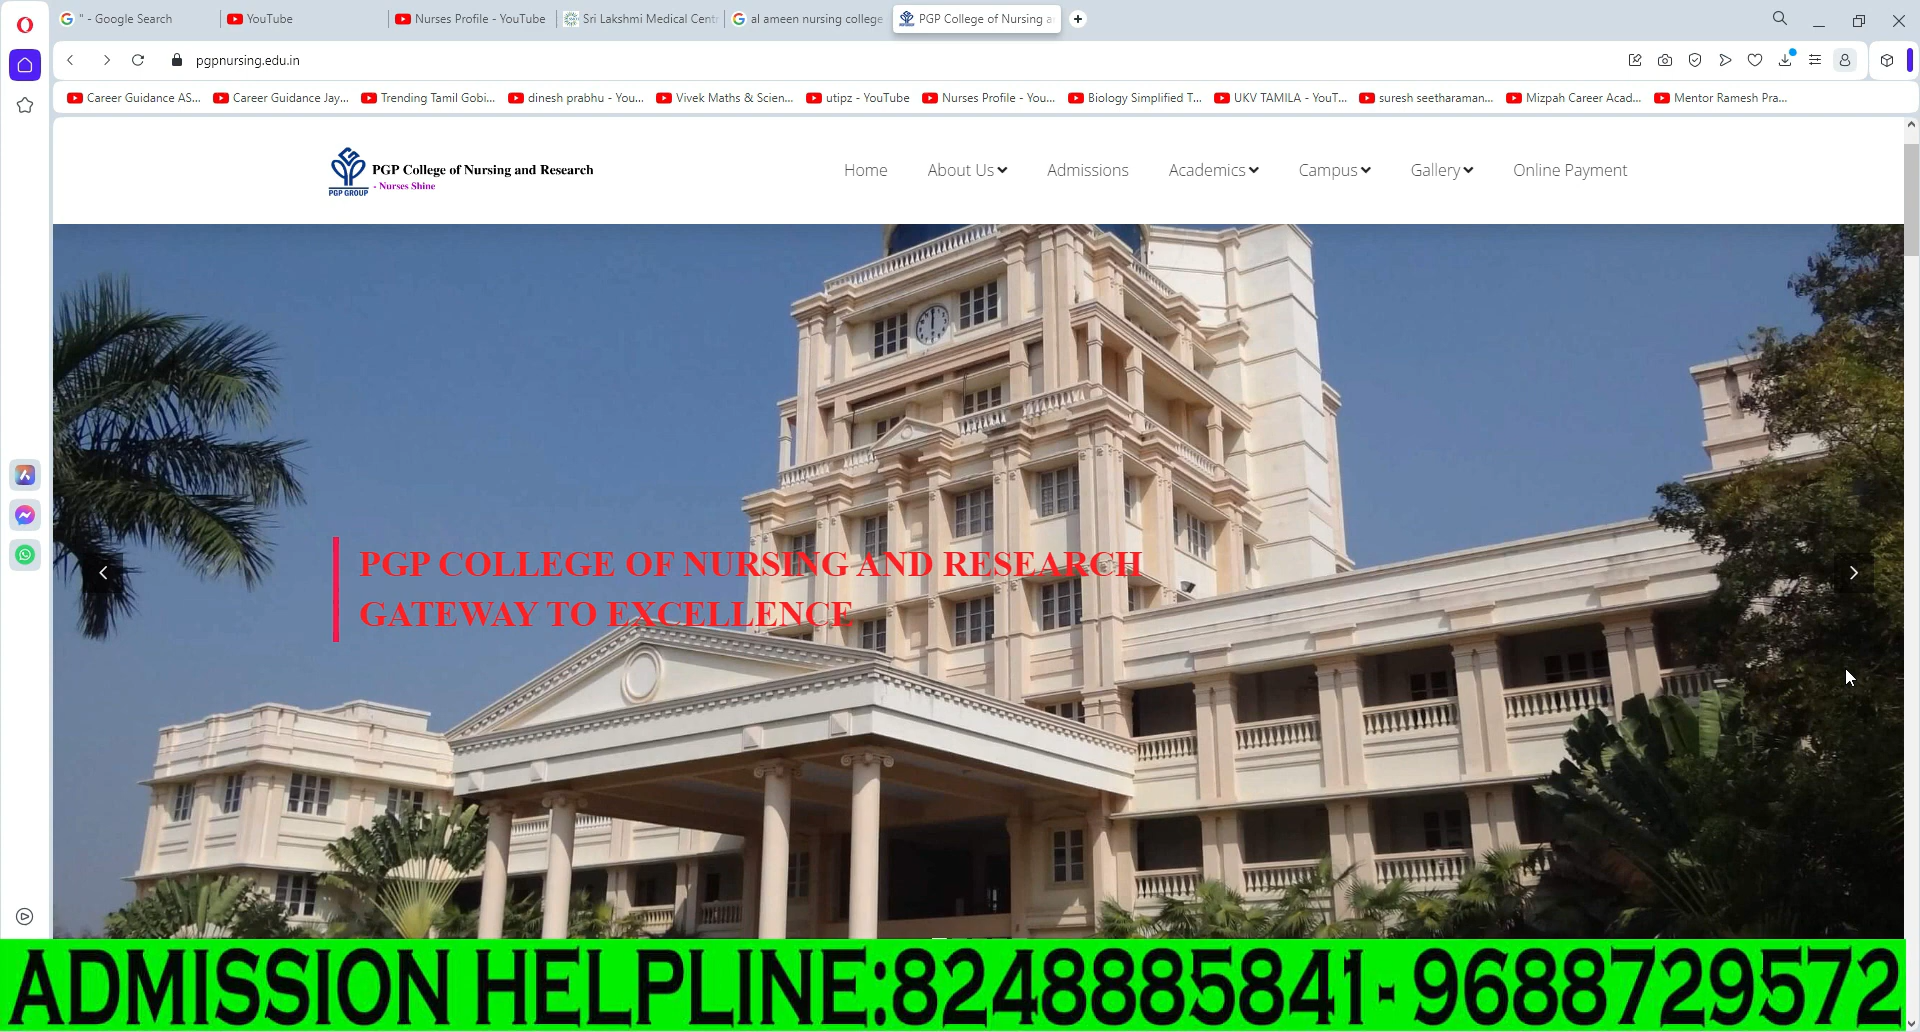 " - Google Search
YouTube
Nurses Profile - YouTube
Sri Lakshmi Medical Cent
al ameen nursing college
PGP College of Nursing a
pgpnursing.edu.in
Career Guidance AS...
Career Guidance Jay...
Trending Tamil Gobi...
dinesh prabhu - You...
Vivek Maths & Scien...
utipz - YouTube
Nurses Profile - You...
Biology Simplified T...
UKV TAMILA - YouT...
suresh seetharaman...
Mizpah Career Acad...
Mentor Ramesh Pra...
PGP GROUP
PGP College of Nursing and Research
- Nurses Shine
Home
About Us
Admissions
Academics
Campus
Gallery
Online Payment
PGP COLLEGE OF NURSING AND RESEARCH
GATEWAY TO EXCELLENCE
ADMISSION HELPLINE:8248885841- 9688729572